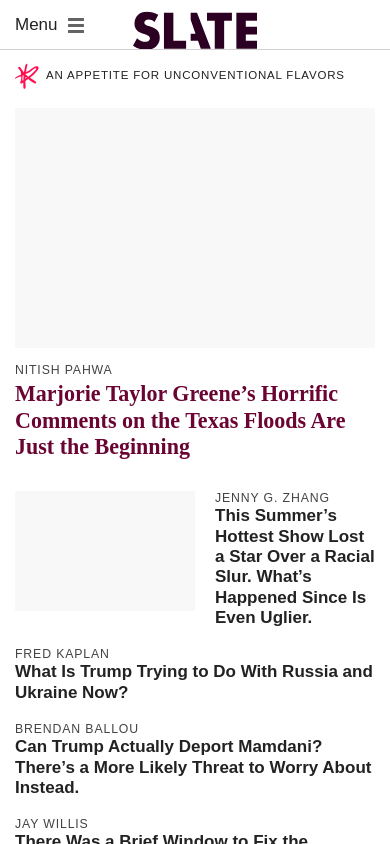 Menu
SLATE
AN APPETITE FOR UNCONVENTIONAL FLAVORS
NITISH PAHWA
Marjorie Taylor Greene’s Horrific
Comments on the Texas Floods Are
Just the Beginning
JENNY G. ZHANG
This Summer’s
Hottest Show Lost
a Star Over a Racial
Slur. What’s
Happened Since Is
Even Uglier.
FRED KAPLAN
What Is Trump Trying to Do With Russia and
Ukraine Now?
BRENDAN BALLOU
Can Trump Actually Deport Mamdani?
There’s a More Likely Threat to Worry About
Instead.
JAY WILLIS
There Was a Brief Window to Fix the